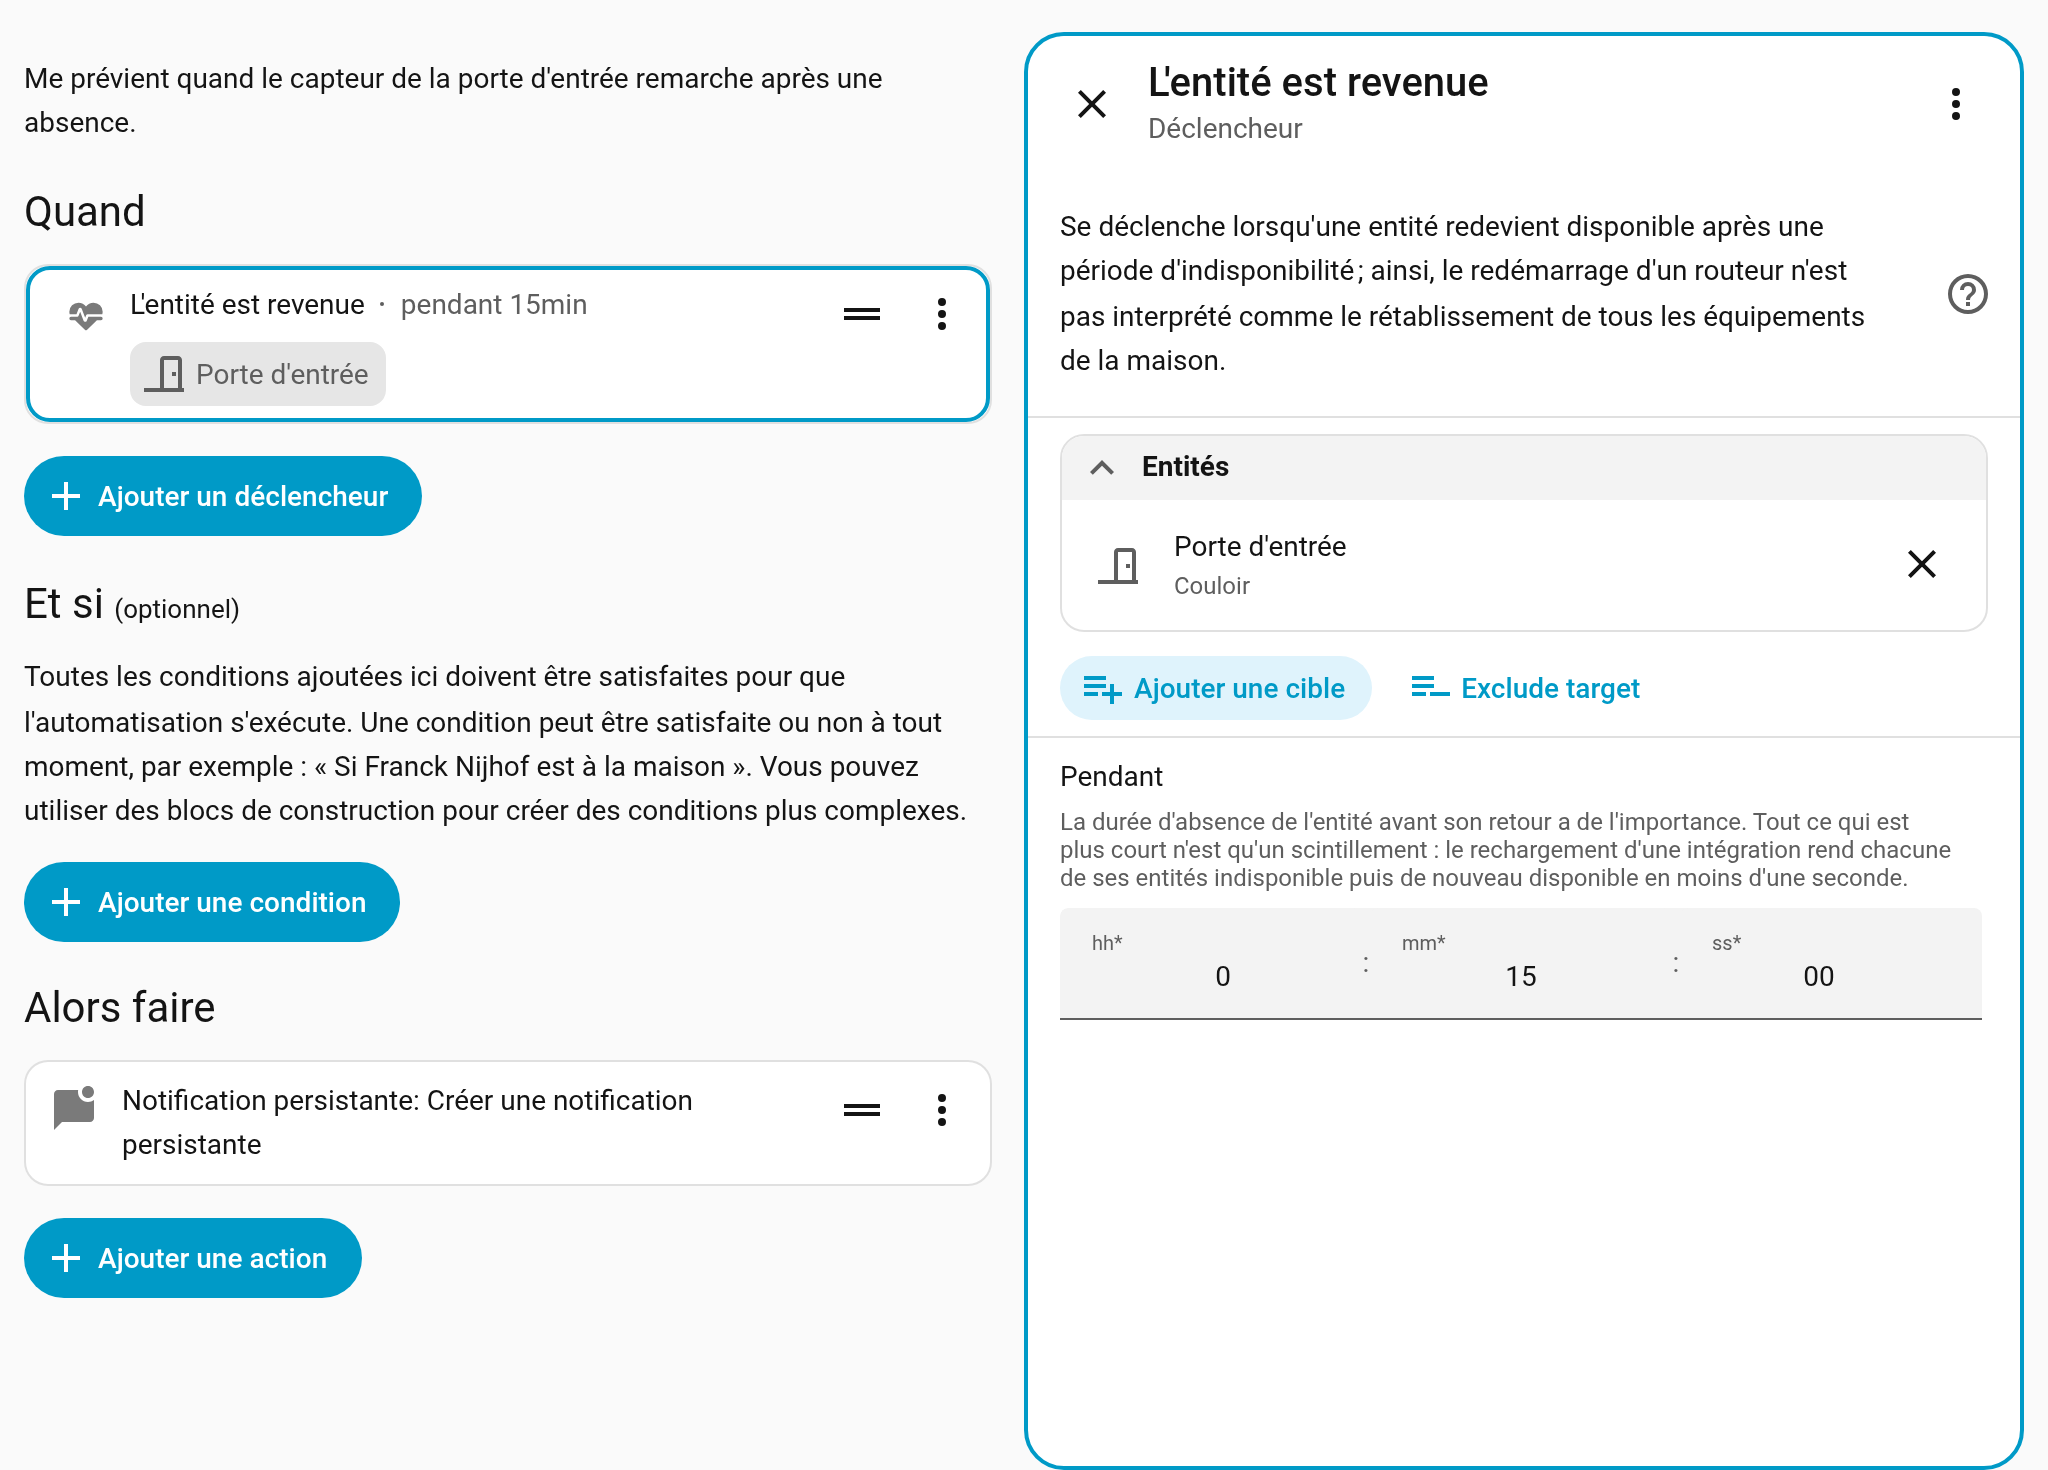 Me prévient quand le capteur de la porte d'entrée remarche après une
absence.
Quand
L'entité est revenue · pendant 15min
Porte d'entrée
Ajouter un déclencheur
Et si (optionnel)
Toutes les conditions ajoutées ici doivent être satisfaites pour que
l'automatisation s'exécute. Une condition peut être satisfaite ou non à tout
moment, par exemple : « Si Franck Nijhof est à la maison ». Vous pouvez
utiliser des blocs de construction pour créer des conditions plus complexes.
Ajouter une condition
Alors faire
Notification persistante: Créer une notification
persistante
Ajouter une action
L'entité est revenue
Déclencheur
Se déclenche lorsqu'une entité redevient disponible après une
période d'indisponibilité ; ainsi, le redémarrage d'un routeur n'est
pas interprété comme le rétablissement de tous les équipements
de la maison.
Entités
Porte d'entrée
Couloir
Ajouter une cible
Exclude target
Pendant
La durée d'absence de l'entité avant son retour a de l'importance. Tout ce qui est
plus court n'est qu'un scintillement : le rechargement d'une intégration rend chacune
de ses entités indisponible puis de nouveau disponible en moins d'une seconde.
hh* mm* ss*
0 : 15 : 00